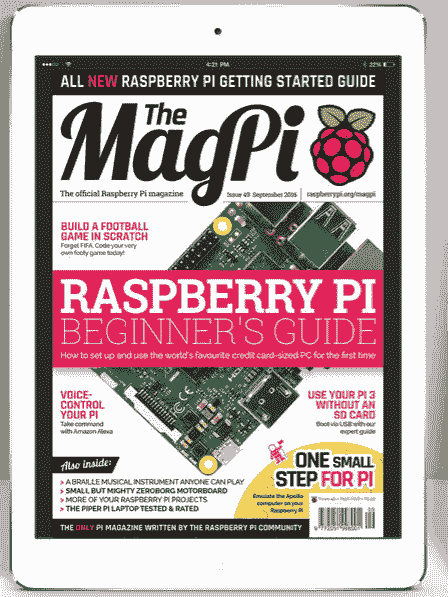 4:21 PM
22%
ALL NEW RASPBERRY PI GETTING STARTED GUIDE
The
MagPi
The official Raspberry Pi magazine
Issue 49 September 2016
raspberrypi.org/magpi
BUILD A FOOTBALL
GAME IN SCRATCH
Forget FIFA. Code your very
own footy game today!
RASPBERRY PI
BEGINNER'S GUIDE
How to set up and use the world's favourite credit card-sized PC for the first time
VOICE-
CONTROL
YOUR PI
Take command
with Amazon Alexa
USE YOUR PI 3
WITHOUT AN
SD CARD
Boot via USB with our
expert guide
Also inside:
> A BRAILLE MUSICAL INSTRUMENT ANYONE CAN PLAY
> SMALL BUT MIGHTY ZEROBORG MOTORBOARD
> MORE OF YOUR RASPBERRY PI PROJECTS
> THE PIPER PI LAPTOP TESTED & RATED
ONE SMALL
STEP FOR PI
Emulate the Apollo
computer on your
Raspberry Pi
THE ONLY PI MAGAZINE WRITTEN BY THE RASPBERRY PI COMMUNITY